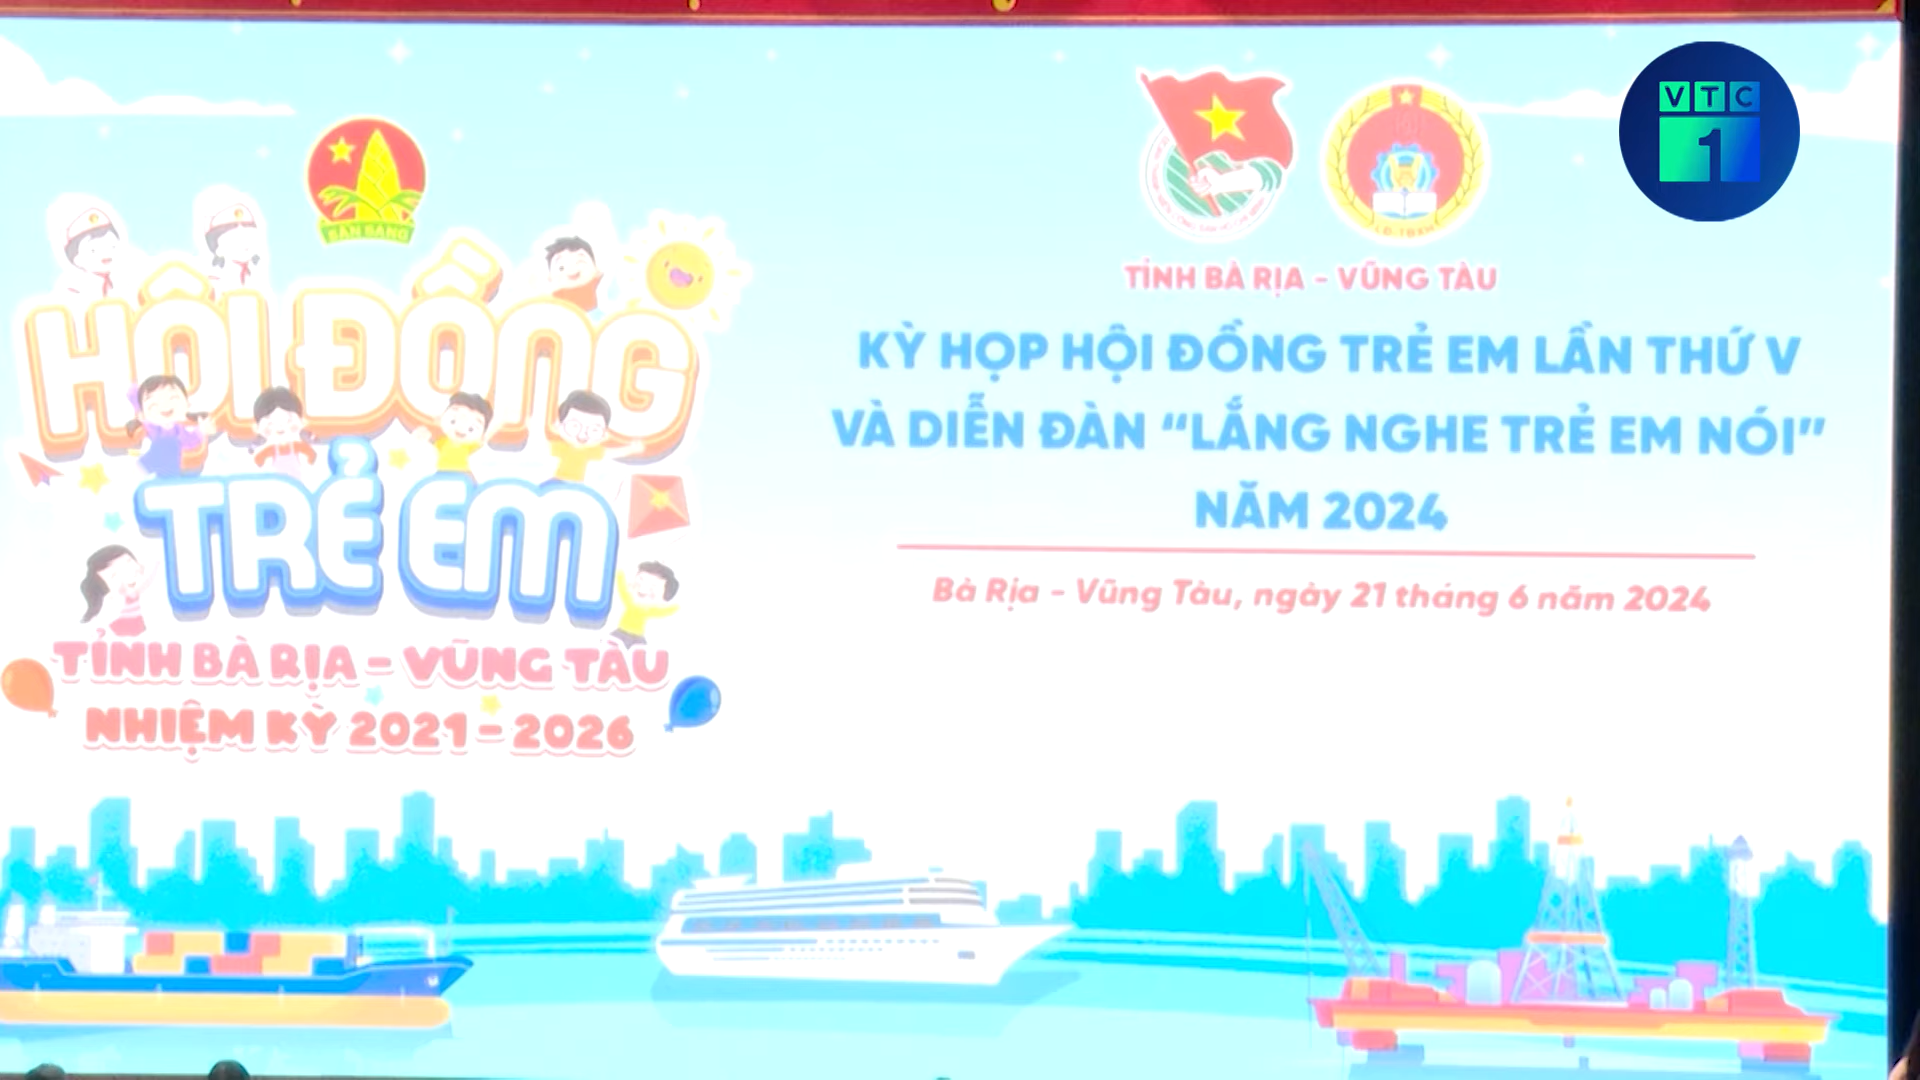 VTC
1
SẴN SÀNG
HỘI ĐỒNG
TRẺ EM
TỈNH BÀ RỊA - VŨNG TÀU
NHIỆM KỲ 2021 - 2026
TỈNH BÀ RỊA - VŨNG TÀU
KỲ HỌP HỘI ĐỒNG TRẺ EM LẦN THỨ V
VÀ DIỄN ĐÀN “LẮNG NGHE TRẺ EM NÓI”
NĂM 2024
Bà Rịa - Vũng Tàu, ngày 21 tháng 6 năm 2024